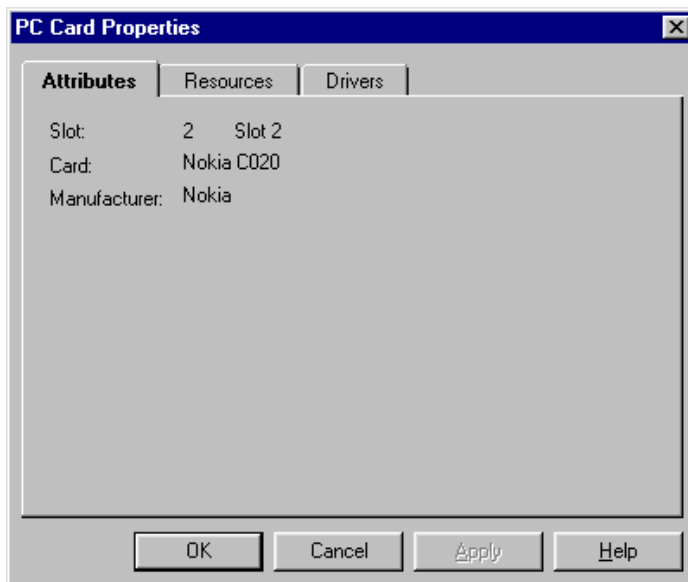 PC Card Properties
Attributes Resources Drivers
Slot: 2 Slot 2
Card: Nokia C020
Manufacturer: Nokia
OK Cancel Apply Help